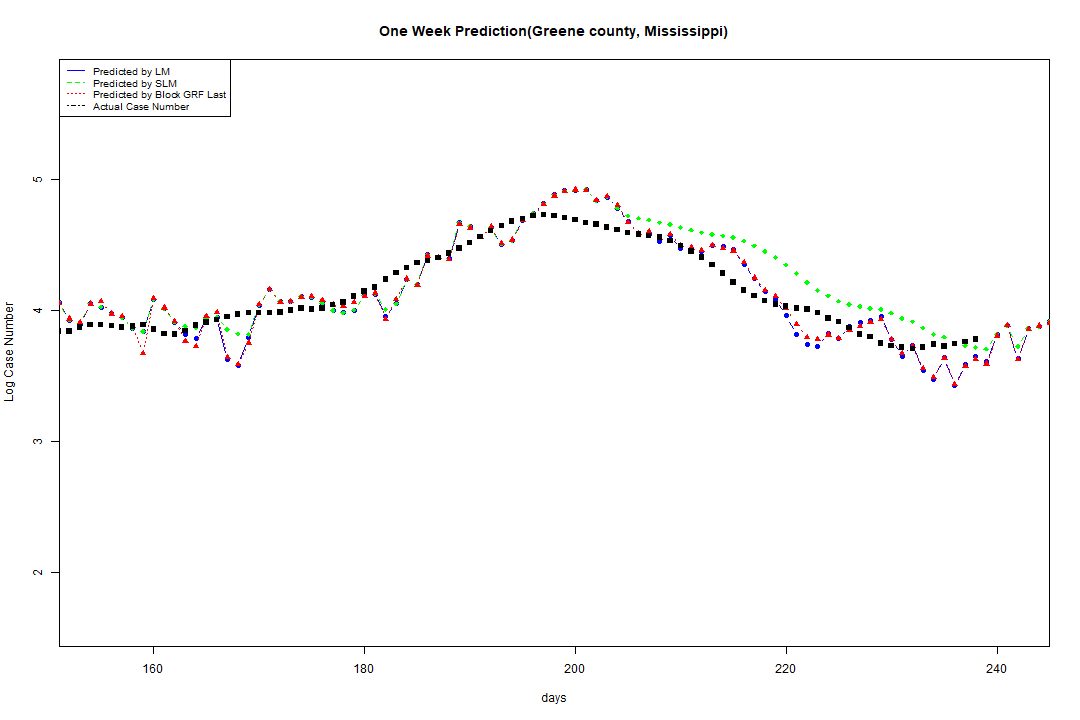 One Week Prediction(Greene county, Mississippi)
Predicted by LM
Predicted by SLM
Predicted by Block GRF Last
Actual Case Number
5
4
3
2
Log Case Number
160 180 200 220 240
days